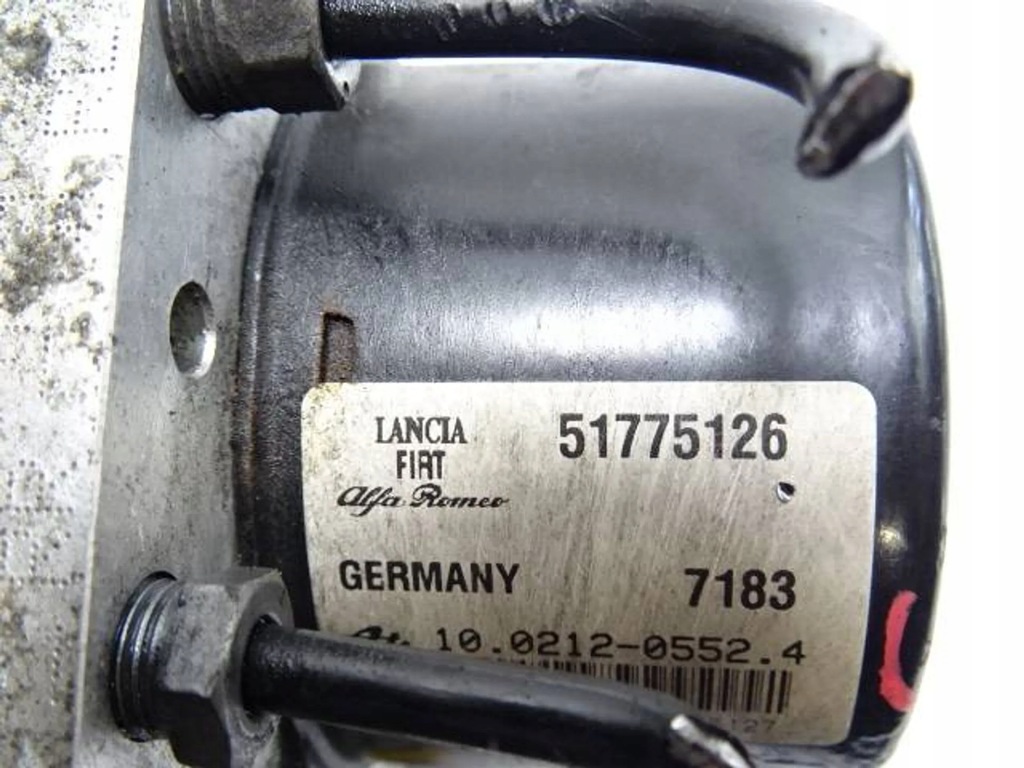 LANCIA 51775126
FIAT
Alfa Romeo
GERMANY 7183
10.0212-0552.4